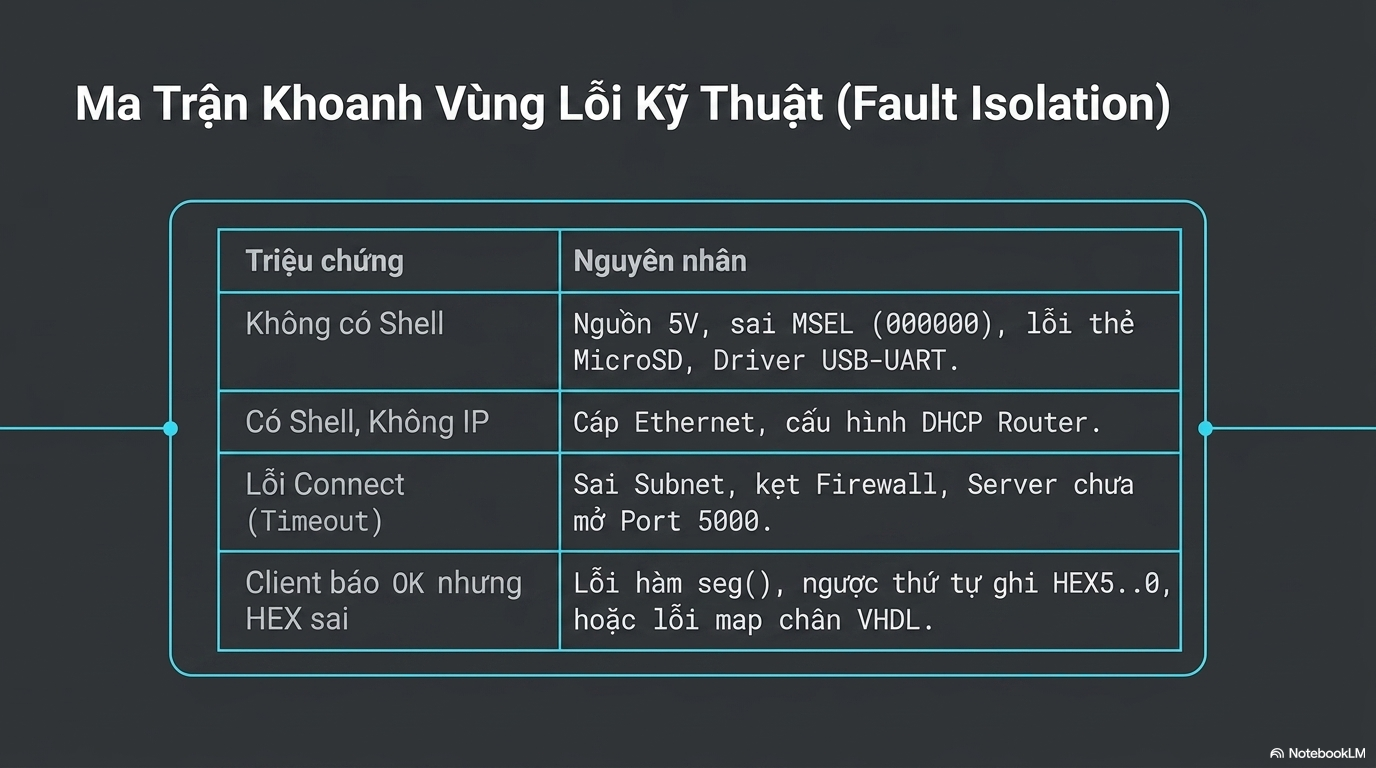 Ma Trận Khoanh Vùng Lỗi Kỹ Thuật (Fault Isolation)
Triệu chứng
Nguyên nhân
Không có Shell
Nguồn 5V, sai MSEL (000000), lỗi thẻ
MicroSD, Driver USB-UART.
Có Shell, Không IP
Cáp Ethernet, cấu hình DHCP Router.
Lỗi Connect
(Timeout)
Sai Subnet, kẹt Firewall, Server chưa
mở Port 5000.
Client báo OK nhưng
HEX sai
Lỗi hàm seg(), ngược thứ tự ghi HEX5..0,
hoặc lỗi map chân VHDL.
NotebookLM